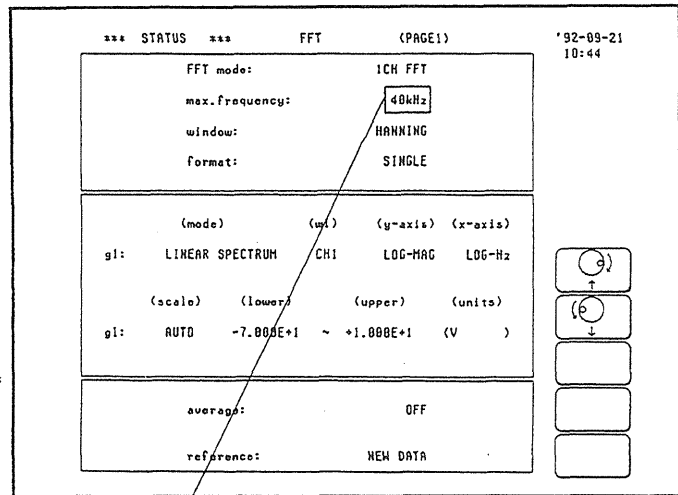 *** STATUS *** FFT (PAGE1) '92-09-21
10:44
FFT mode: 1CH FFT
max.frequency: 40kHz
window: HANNING
format: SINGLE
(mode) (w1) (y-axis) (x-axis)
g1: LINEAR SPECTRUM CH1 LOG-MAG LOG-Hz
(scale) (lower) (upper) (units)
g1: AUTO -7.000E+1 ~ +1.000E+1 (V )
average: OFF
reference: NEW DATA